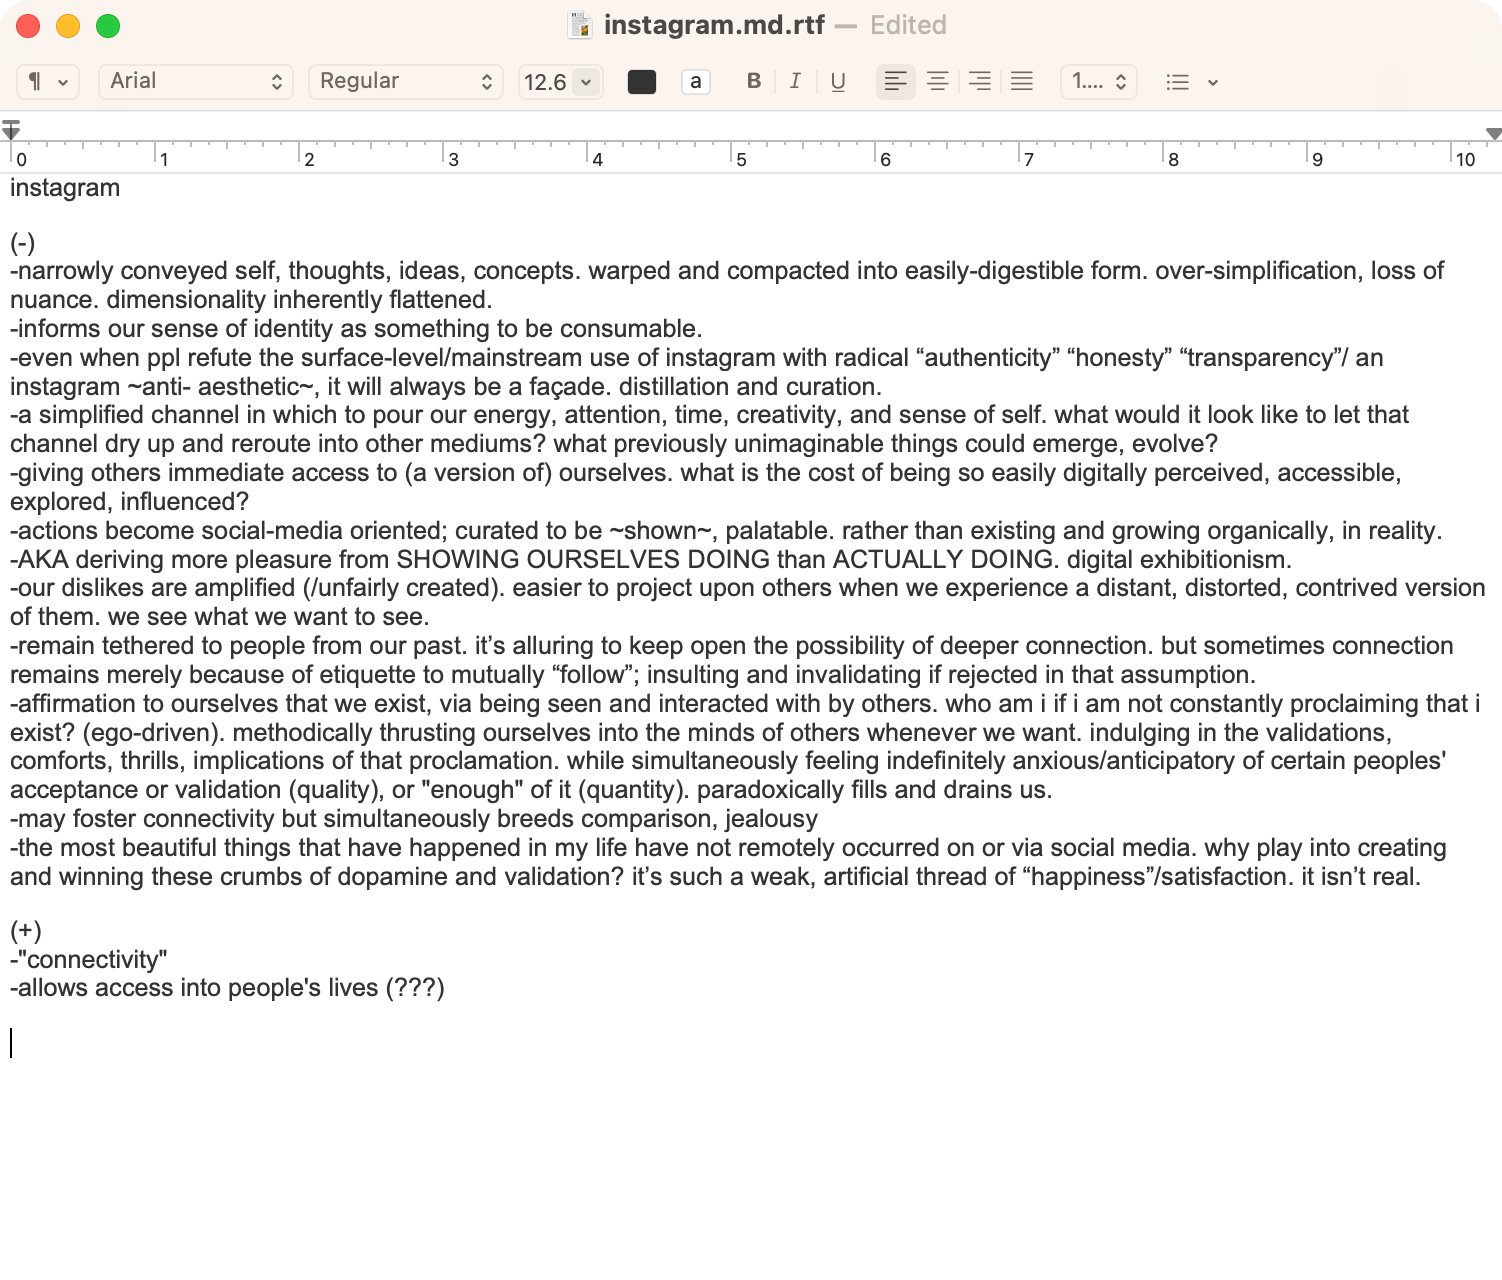 instagram.md.rtf — Edited
¶ Arial Regular 12.6 a B I U 1....
0 1 2 3 4 5 6 7 8 9 10
instagram
(-)
-narrowly conveyed self, thoughts, ideas, concepts. warped and compacted into easily-digestible form. over-simplification, loss of
nuance. dimensionality inherently flattened.
-informs our sense of identity as something to be consumable.
-even when ppl refute the surface-level/mainstream use of instagram with radical “authenticity” “honesty” “transparency”/ an
instagram ~anti- aesthetic~, it will always be a façade. distillation and curation.
-a simplified channel in which to pour our energy, attention, time, creativity, and sense of self. what would it look like to let that
channel dry up and reroute into other mediums? what previously unimaginable things could emerge, evolve?
-giving others immediate access to (a version of) ourselves. what is the cost of being so easily digitally perceived, accessible,
explored, influenced?
-actions become social-media oriented; curated to be ~shown~, palatable. rather than existing and growing organically, in reality.
-AKA deriving more pleasure from SHOWING OURSELVES DOING than ACTUALLY DOING. digital exhibitionism.
-our dislikes are amplified (/unfairly created). easier to project upon others when we experience a distant, distorted, contrived version
of them. we see what we want to see.
-remain tethered to people from our past. it’s alluring to keep open the possibility of deeper connection. but sometimes connection
remains merely because of etiquette to mutually “follow”; insulting and invalidating if rejected in that assumption.
-affirmation to ourselves that we exist, via being seen and interacted with by others. who am i if i am not constantly proclaiming that i
exist? (ego-driven). methodically thrusting ourselves into the minds of others whenever we want. indulging in the validations,
comforts, thrills, implications of that proclamation. while simultaneously feeling indefinitely anxious/anticipatory of certain peoples'
acceptance or validation (quality), or "enough" of it (quantity). paradoxically fills and drains us.
-may foster connectivity but simultaneously breeds comparison, jealousy
-the most beautiful things that have happened in my life have not remotely occurred on or via social media. why play into creating
and winning these crumbs of dopamine and validation? it’s such a weak, artificial thread of “happiness”/satisfaction. it isn’t real.
(+)
-"connectivity"
-allows access into people's lives (???)